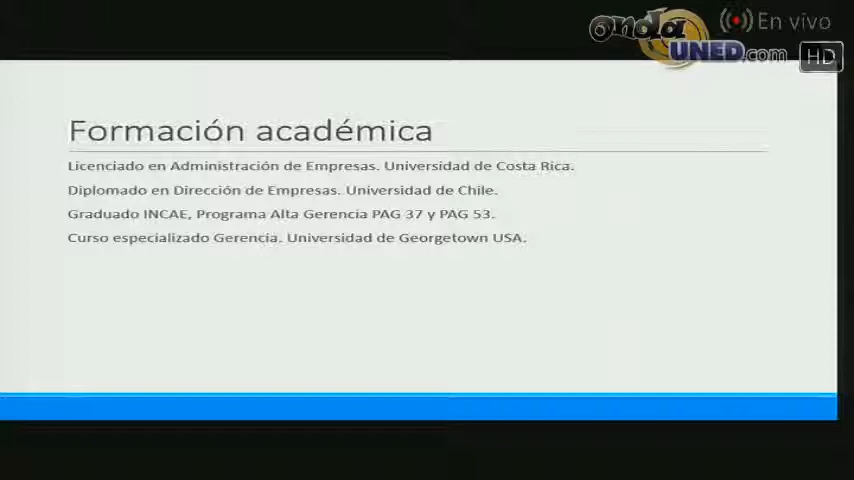 onda
UNED.com
En vivo
HD
Formación académica
Licenciado en Administración de Empresas. Universidad de Costa Rica.
Diplomado en Dirección de Empresas. Universidad de Chile.
Graduado INCAE, Programa Alta Gerencia PAG 37 y PAG 53.
Curso especializado Gerencia. Universidad de Georgetown USA.